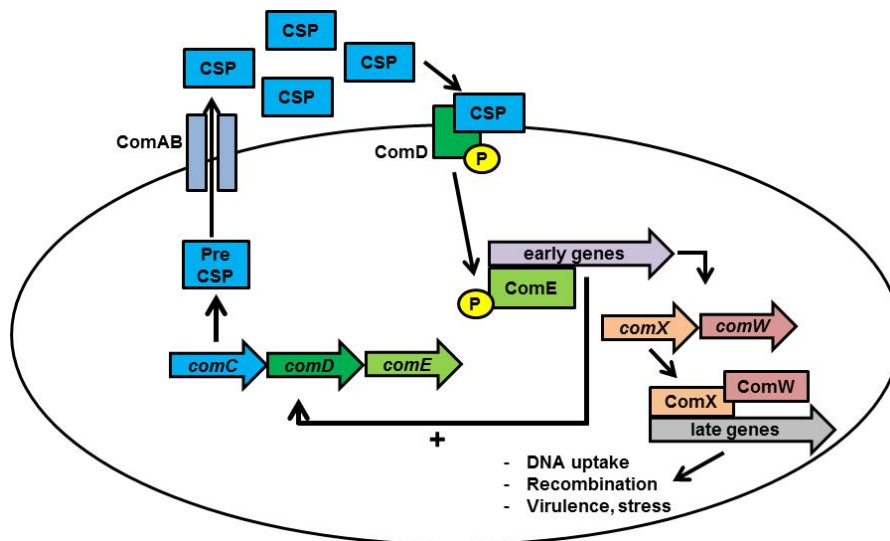 CSP
CSP
CSP
CSP
CSP
ComAB
ComD
P
Pre
CSP
early genes
ComE
P
comX
comW
comC
comD
comE
ComX
ComW
late genes
+
- DNA uptake
- Recombination
- Virulence, stress